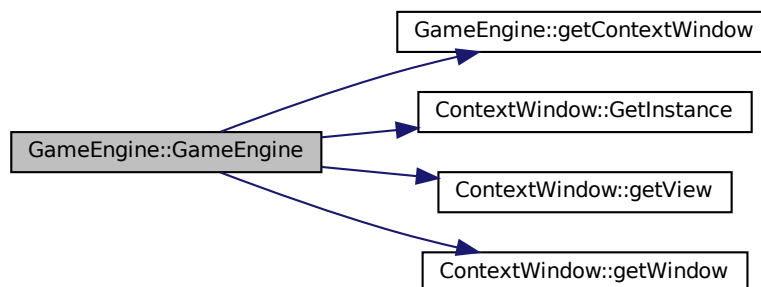 GameEngine::getContextWindow
ContextWindow::GetInstance
GameEngine::GameEngine
ContextWindow::getView
ContextWindow::getWindow